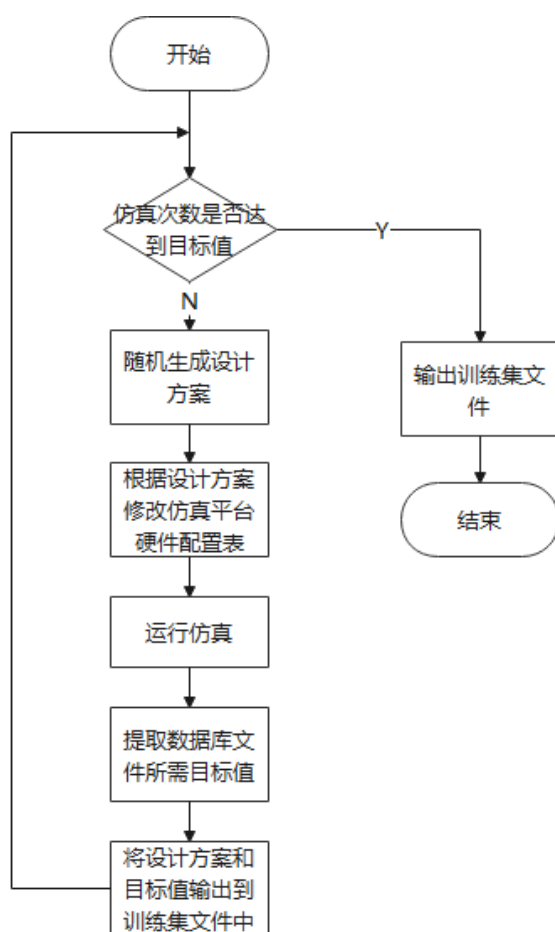 开始
仿真次数是否达
到目标值
Y
N
随机生成设计
方案
输出训练集文
件
根据设计方案
修改仿真平台
硬件配置表
结束
运行仿真
提取数据库文
件所需目标值
将设计方案和
目标值输出到
训练集文件中